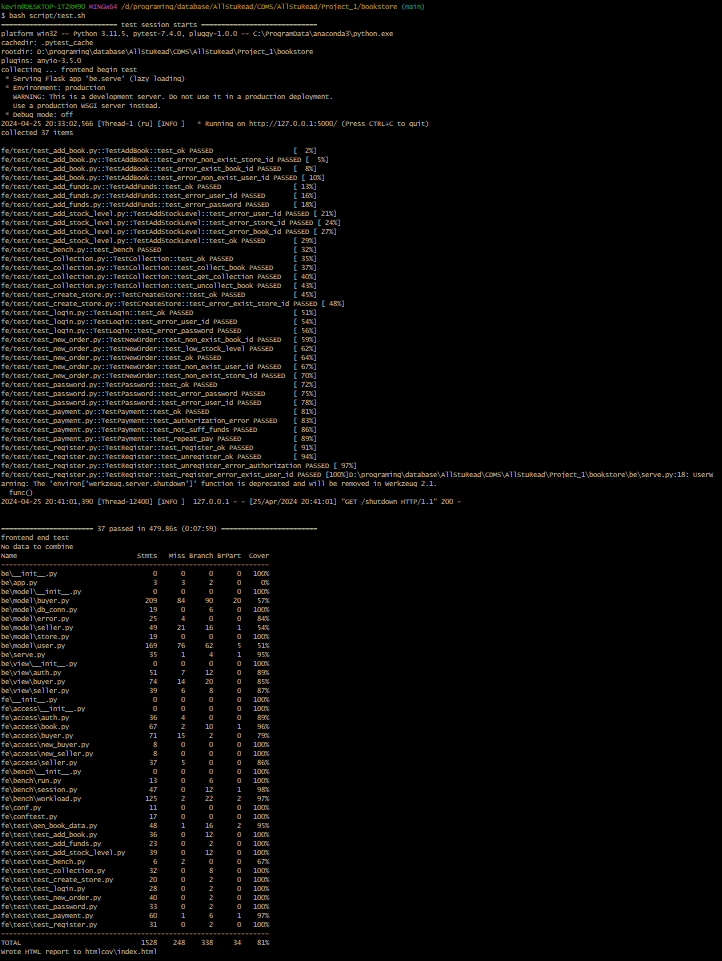 kevin@DESKTOP-ITZRM9O MINGW64 /d/programing/database/AllStuRead/CDMS/AllStuRead/Project_1/bookstore (main)
$ bash script/test.sh
============================= test session starts =============================
platform win32 -- Python 3.11.5, pytest-7.4.0, pluggy-1.0.0 -- C:\ProgramData\anaconda3\python.exe
cachedir: .pytest_cache
rootdir: D:\programing\database\AllStuRead\CDMS\AllStuRead\Project_1\bookstore
plugins: anyio-3.5.0
collecting ... frontend begin test
 * Serving Flask app 'be.serve' (lazy loading)
 * Environment: production
   WARNING: This is a development server. Do not use it in a production deployment.
   Use a production WSGI server instead.
 * Debug mode: off
2024-04-25 20:33:02,566 [Thread-1 (ru] [INFO ]   * Running on http://127.0.0.1:5000/ (Press CTRL+C to quit)
collected 37 items
fe/test/test_add_book.py::TestAddBook::test_ok PASSED [  2%]
fe/test/test_add_book.py::TestAddBook::test_error_non_exist_store_id PASSED [  5%]
fe/test/test_add_book.py::TestAddBook::test_error_exist_book_id PASSED [  8%]
fe/test/test_add_book.py::TestAddBook::test_error_non_exist_user_id PASSED [ 10%]
fe/test/test_add_funds.py::TestAddFunds::test_ok PASSED [ 13%]
fe/test/test_add_funds.py::TestAddFunds::test_error_user_id PASSED [ 16%]
fe/test/test_add_funds.py::TestAddFunds::test_error_password PASSED [ 18%]
fe/test/test_add_stock_level.py::TestAddStockLevel::test_error_user_id PASSED [ 21%]
fe/test/test_add_stock_level.py::TestAddStockLevel::test_error_store_id PASSED [ 24%]
fe/test/test_add_stock_level.py::TestAddStockLevel::test_error_book_id PASSED [ 27%]
fe/test/test_add_stock_level.py::TestAddStockLevel::test_ok PASSED [ 29%]
fe/test/test_bench.py::test_bench PASSED [ 32%]
fe/test/test_collection.py::TestCollection::test_ok PASSED [ 35%]
fe/test/test_collection.py::TestCollection::test_collect_book PASSED [ 37%]
fe/test/test_collection.py::TestCollection::test_get_collection PASSED [ 40%]
fe/test/test_collection.py::TestCollection::test_uncollect_book PASSED [ 43%]
fe/test/test_create_store.py::TestCreateStore::test_ok PASSED [ 45%]
fe/test/test_create_store.py::TestCreateStore::test_error_exist_store_id PASSED [ 48%]
fe/test/test_login.py::TestLogin::test_ok PASSED [ 51%]
fe/test/test_login.py::TestLogin::test_error_user_id PASSED [ 54%]
fe/test/test_login.py::TestLogin::test_error_password PASSED [ 56%]
fe/test/test_new_order.py::TestNewOrder::test_non_exist_book_id PASSED [ 59%]
fe/test/test_new_order.py::TestNewOrder::test_low_stock_level PASSED [ 62%]
fe/test/test_new_order.py::TestNewOrder::test_ok PASSED [ 64%]
fe/test/test_new_order.py::TestNewOrder::test_non_exist_user_id PASSED [ 67%]
fe/test/test_new_order.py::TestNewOrder::test_non_exist_store_id PASSED [ 70%]
fe/test/test_password.py::TestPassword::test_ok PASSED [ 72%]
fe/test/test_password.py::TestPassword::test_error_password PASSED [ 75%]
fe/test/test_password.py::TestPassword::test_error_user_id PASSED [ 78%]
fe/test/test_payment.py::TestPayment::test_ok PASSED [ 81%]
fe/test/test_payment.py::TestPayment::test_authorization_error PASSED [ 83%]
fe/test/test_payment.py::TestPayment::test_not_suff_funds PASSED [ 86%]
fe/test/test_payment.py::TestPayment::test_repeat_pay PASSED [ 89%]
fe/test/test_register.py::TestRegister::test_register_ok PASSED [ 91%]
fe/test/test_register.py::TestRegister::test_unregister_ok PASSED [ 94%]
fe/test/test_register.py::TestRegister::test_unregister_error_authorization PASSED [ 97%]
fe/test/test_register.py::TestRegister::test_register_error_exist_user_id PASSED [100%]D:\programing\database\AllStuRead\CDMS\AllStuRead\Project_1\bookstore\be\serve.py:18: UserW
arning: The 'environ['werkzeug.server.shutdown']' function is deprecated and will be removed in Werkzeug 2.1.
  func()
2024-04-25 20:41:01,390 [Thread-12400] [INFO ]  127.0.0.1 - - [25/Apr/2024 20:41:01] "GET /shutdown HTTP/1.1" 200 -
======================= 37 passed in 479.86s (0:07:59) ========================
frontend end test
No data to combine
Name Stmts Miss Branch BrPart Cover
-------------------------------------------------------------------
be\__init__.py 0 0 0 0 100%
be\app.py 3 3 2 0 0%
be\model\__init__.py 0 0 0 0 100%
be\model\buyer.py 209 84 90 20 57%
be\model\db_conn.py 19 0 6 0 100%
be\model\error.py 25 4 0 0 84%
be\model\seller.py 49 21 16 1 54%
be\model\store.py 19 0 0 0 100%
be\model\user.py 169 76 62 5 51%
be\serve.py 35 1 4 1 95%
be\view\__init__.py 0 0 0 0 100%
be\view\auth.py 51 7 12 0 89%
be\view\buyer.py 74 14 20 0 85%
be\view\seller.py 39 6 8 0 87%
fe\__init__.py 0 0 0 0 100%
fe\access\__init__.py 0 0 0 0 100%
fe\access\auth.py 36 4 0 0 89%
fe\access\book.py 67 2 10 1 96%
fe\access\buyer.py 71 15 2 0 79%
fe\access\new_buyer.py 8 0 0 0 100%
fe\access\new_seller.py 8 0 0 0 100%
fe\access\seller.py 37 5 0 0 86%
fe\bench\__init__.py 0 0 0 0 100%
fe\bench\run.py 13 0 6 0 100%
fe\bench\session.py 47 0 12 1 98%
fe\bench\workload.py 125 2 22 2 97%
fe\conf.py 11 0 0 0 100%
fe\conftest.py 17 0 0 0 100%
fe\test\gen_book_data.py 48 1 16 2 95%
fe\test\test_add_book.py 36 0 12 0 100%
fe\test\test_add_funds.py 23 0 2 0 100%
fe\test\test_add_stock_level.py 39 0 12 0 100%
fe\test\test_bench.py 6 2 0 0 67%
fe\test\test_collection.py 32 0 8 0 100%
fe\test\test_create_store.py 20 0 2 0 100%
fe\test\test_login.py 28 0 2 0 100%
fe\test\test_new_order.py 40 0 2 0 100%
fe\test\test_password.py 33 0 2 0 100%
fe\test\test_payment.py 60 1 6 1 97%
fe\test\test_register.py 31 0 2 0 100%
-------------------------------------------------------------------
TOTAL 1528 248 338 34 81%
Wrote HTML report to htmlcov\index.html